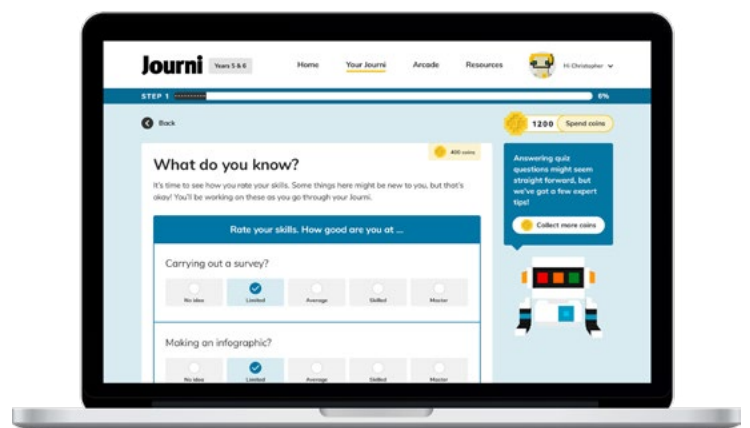 Journi
Years 5 & 6
Home
Your Journi
Arcade
Resources
Hi Christopher
STEP 1
6%
Back
1200
Spend coins
400 coins
What do you know?
It's time to see how you rate your skills. Some things here might be new to you, but that's
okay! You'll be working on these as you go through your Journi.
Rate your skills. How good are you at ...
Carrying out a survey?
No idea
Limited
Average
Skilled
Master
Making an infographic?
No idea
Limited
Average
Skilled
Master
Answering quiz
questions might seem
straight forward, but
we've got a few expert
tips!
Collect more coins